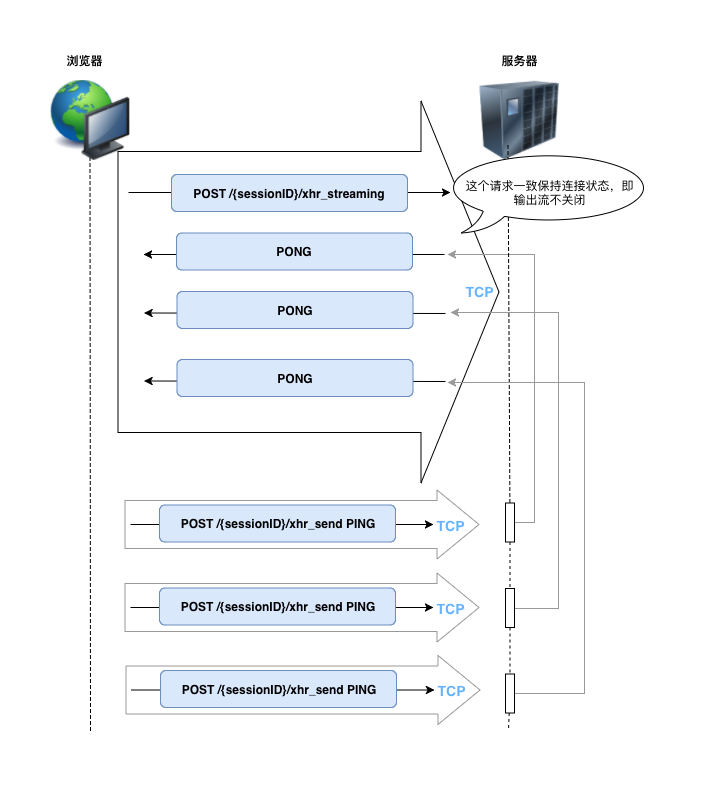 浏览器
服务器
POST /{sessionID}/xhr_streaming
这个请求一致保持连接状态，即
输出流不关闭
PONG
TCP
PONG
PONG
POST /{sessionID}/xhr_send PING
TCP
POST /{sessionID}/xhr_send PING
TCP
POST /{sessionID}/xhr_send PING
TCP